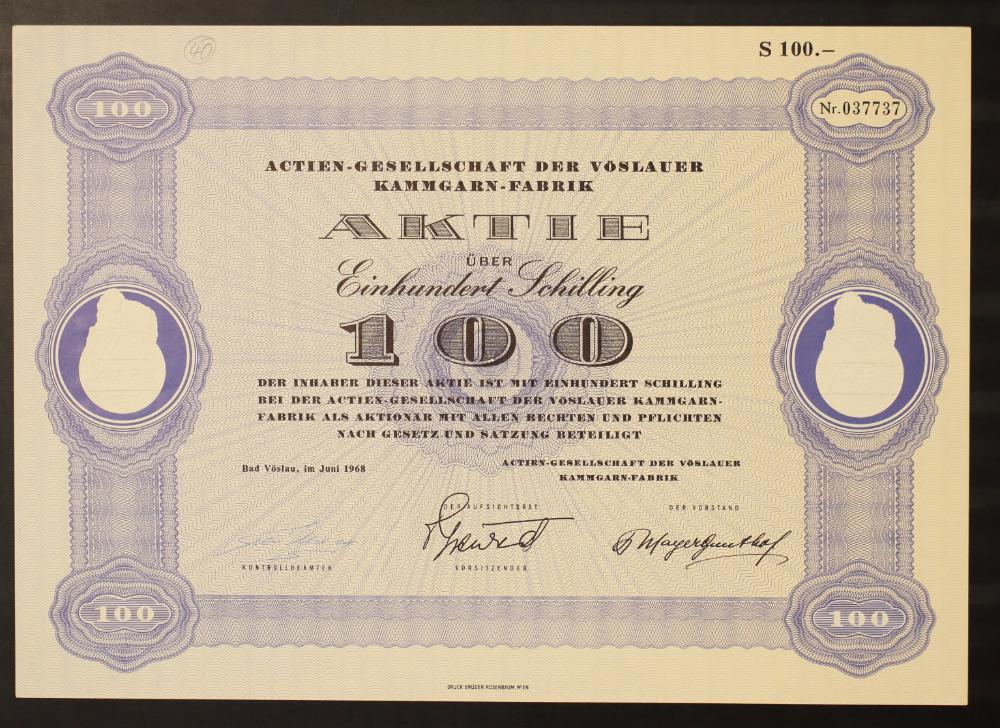 40
S 100.–
100
Nr. 037737
ACTIEN-GESELLSCHAFT DER VÖSLAUER
KAMMGARN-FABRIK
AKTIE
ÜBER
Einhundert Schilling
100
DER INHABER DIESER AKTIE IST MIT EINHUNDERT SCHILLING
BEI DER ACTIEN-GESELLSCHAFT DER VÖSLAUER KAMMGARN-
FABRIK ALS AKTIONÄR MIT ALLEN RECHTEN UND PFLICHTEN
NACH GESETZ UND SATZUNG BETEILIGT
Bad Vöslau, im Juni 1968
ACTIEN-GESELLSCHAFT DER VÖSLAUER
KAMMGARN-FABRIK
DER AUFSICHTSRAT
DER VORSTAND
KONTROLLBEAMTER
VORSITZENDER
100
100
DRUCK BRÜDER ROSENBAUM, WIEN